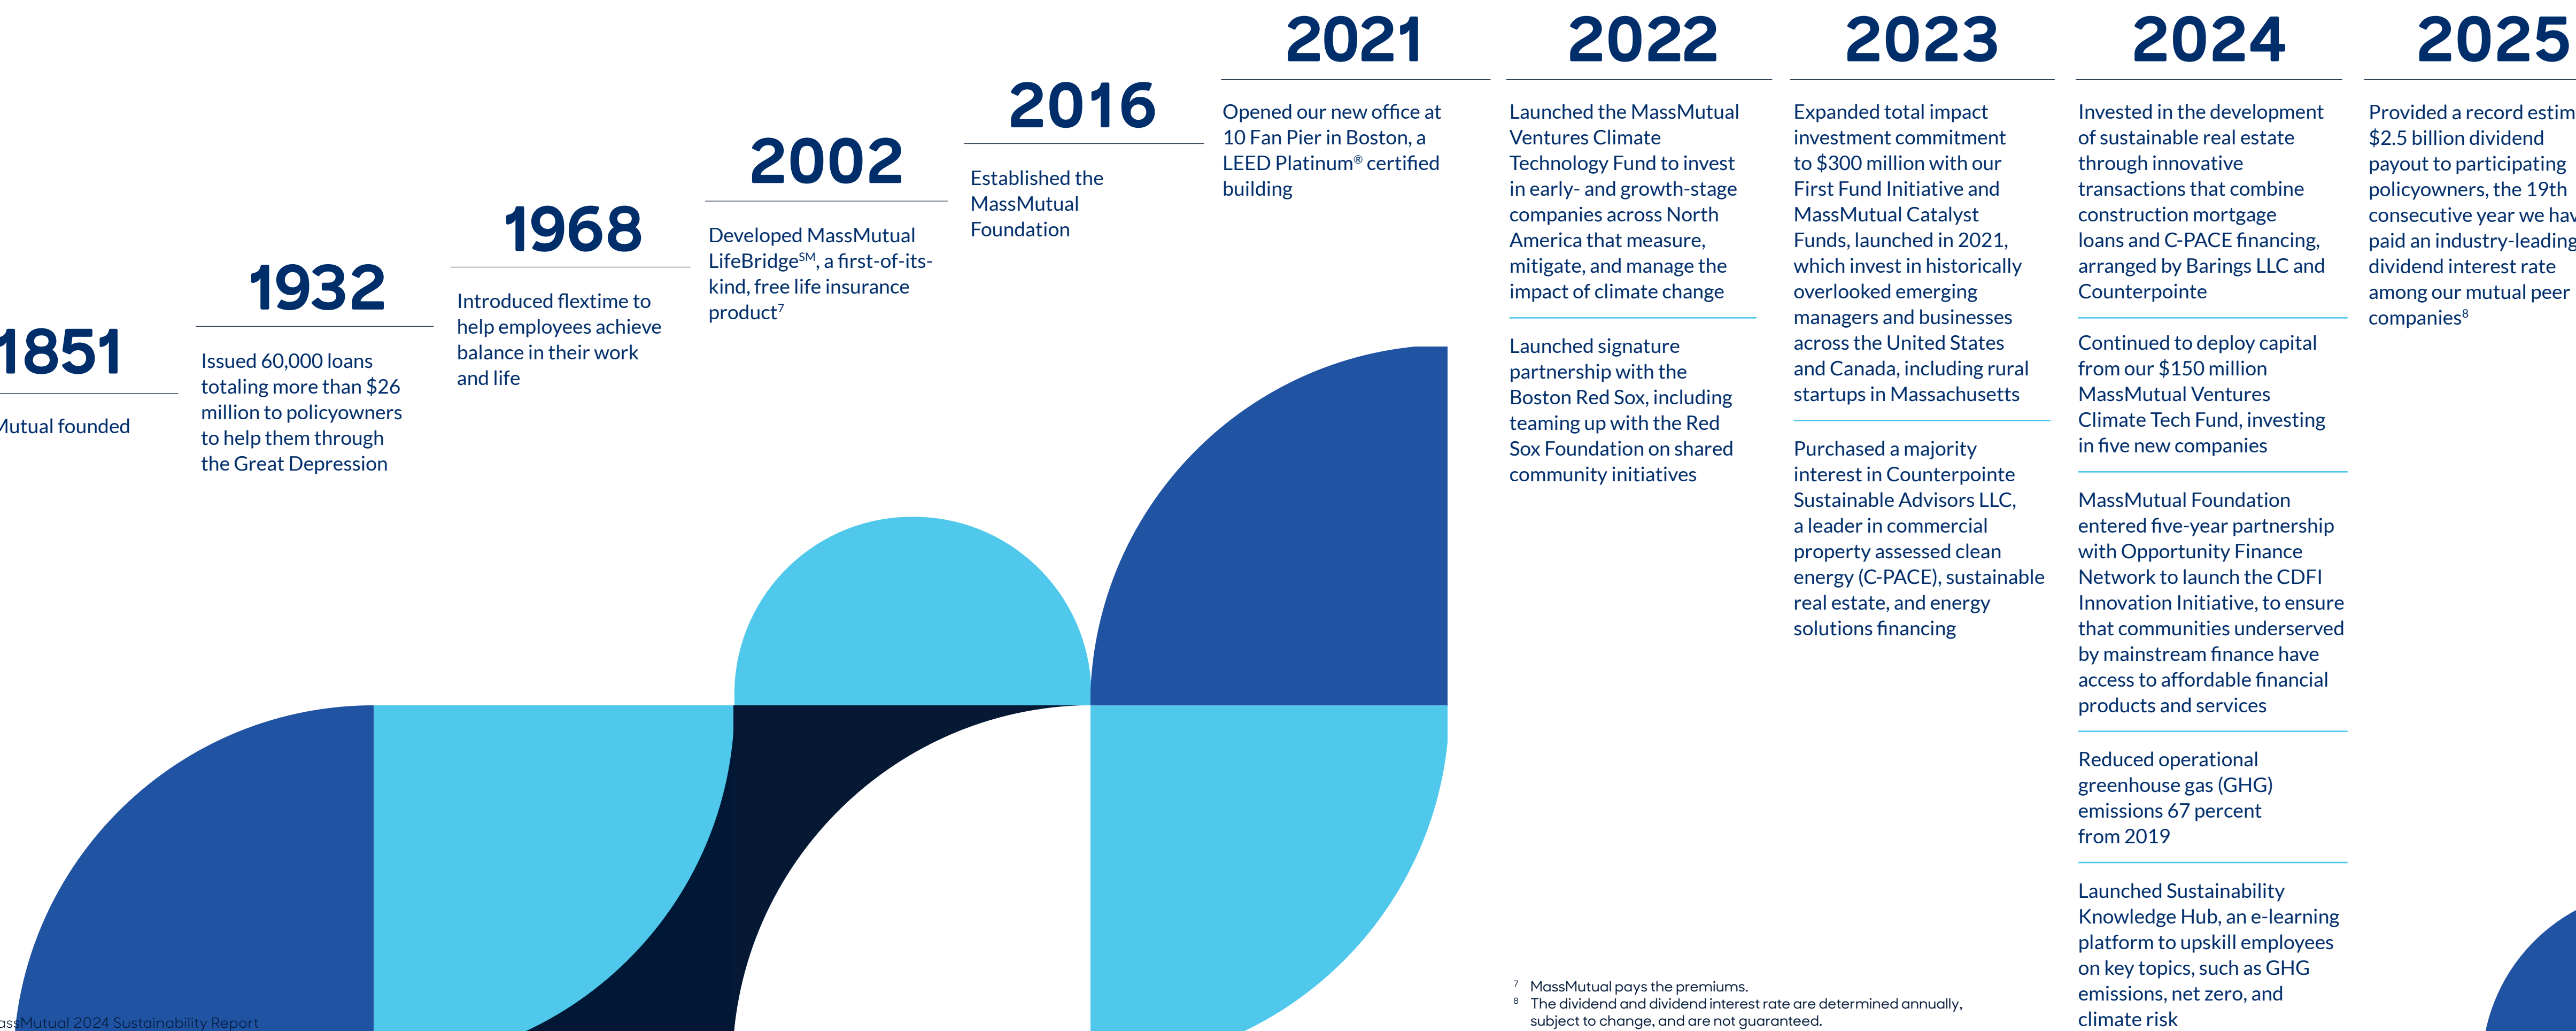 1851
Mutual founded
1932
Issued 60,000 loans
totaling more than $26
million to policyowners
to help them through
the Great Depression
1968
Introduced flextime to
help employees achieve
balance in their work
and life
2002
Developed MassMutual
LifeBridge℠, a first-of-its-
kind, free life insurance
product⁷
2016
Established the
MassMutual
Foundation
2021
Opened our new office at
10 Fan Pier in Boston, a
LEED Platinum® certified
building
2022
Launched the MassMutual
Ventures Climate
Technology Fund to invest
in early- and growth-stage
companies across North
America that measure,
mitigate, and manage the
impact of climate change
Launched signature
partnership with the
Boston Red Sox, including
teaming up with the Red
Sox Foundation on shared
community initiatives
2023
Expanded total impact
investment commitment
to $300 million with our
First Fund Initiative and
MassMutual Catalyst
Funds, launched in 2021,
which invest in historically
overlooked emerging
managers and businesses
across the United States
and Canada, including rural
startups in Massachusetts
Purchased a majority
interest in Counterpointe
Sustainable Advisors LLC,
a leader in commercial
property assessed clean
energy (C-PACE), sustainable
real estate, and energy
solutions financing
2024
Invested in the development
of sustainable real estate
through innovative
transactions that combine
construction mortgage
loans and C-PACE financing,
arranged by Barings LLC and
Counterpointe
Continued to deploy capital
from our $150 million
MassMutual Ventures
Climate Tech Fund, investing
in five new companies
MassMutual Foundation
entered five-year partnership
with Opportunity Finance
Network to launch the CDFI
Innovation Initiative, to ensure
that communities underserved
by mainstream finance have
access to affordable financial
products and services
Reduced operational
greenhouse gas (GHG)
emissions 67 percent
from 2019
Launched Sustainability
Knowledge Hub, an e-learning
platform to upskill employees
on key topics, such as GHG
emissions, net zero, and
climate risk
2025
Provided a record estim
$2.5 billion dividend
payout to participating
policyowners, the 19th
consecutive year we hav
paid an industry-leading
dividend interest rate
among our mutual peer
companies⁸
⁷ MassMutual pays the premiums.
⁸ The dividend and dividend interest rate are determined annually,
subject to change, and are not guaranteed.
assMutual 2024 Sustainability Report